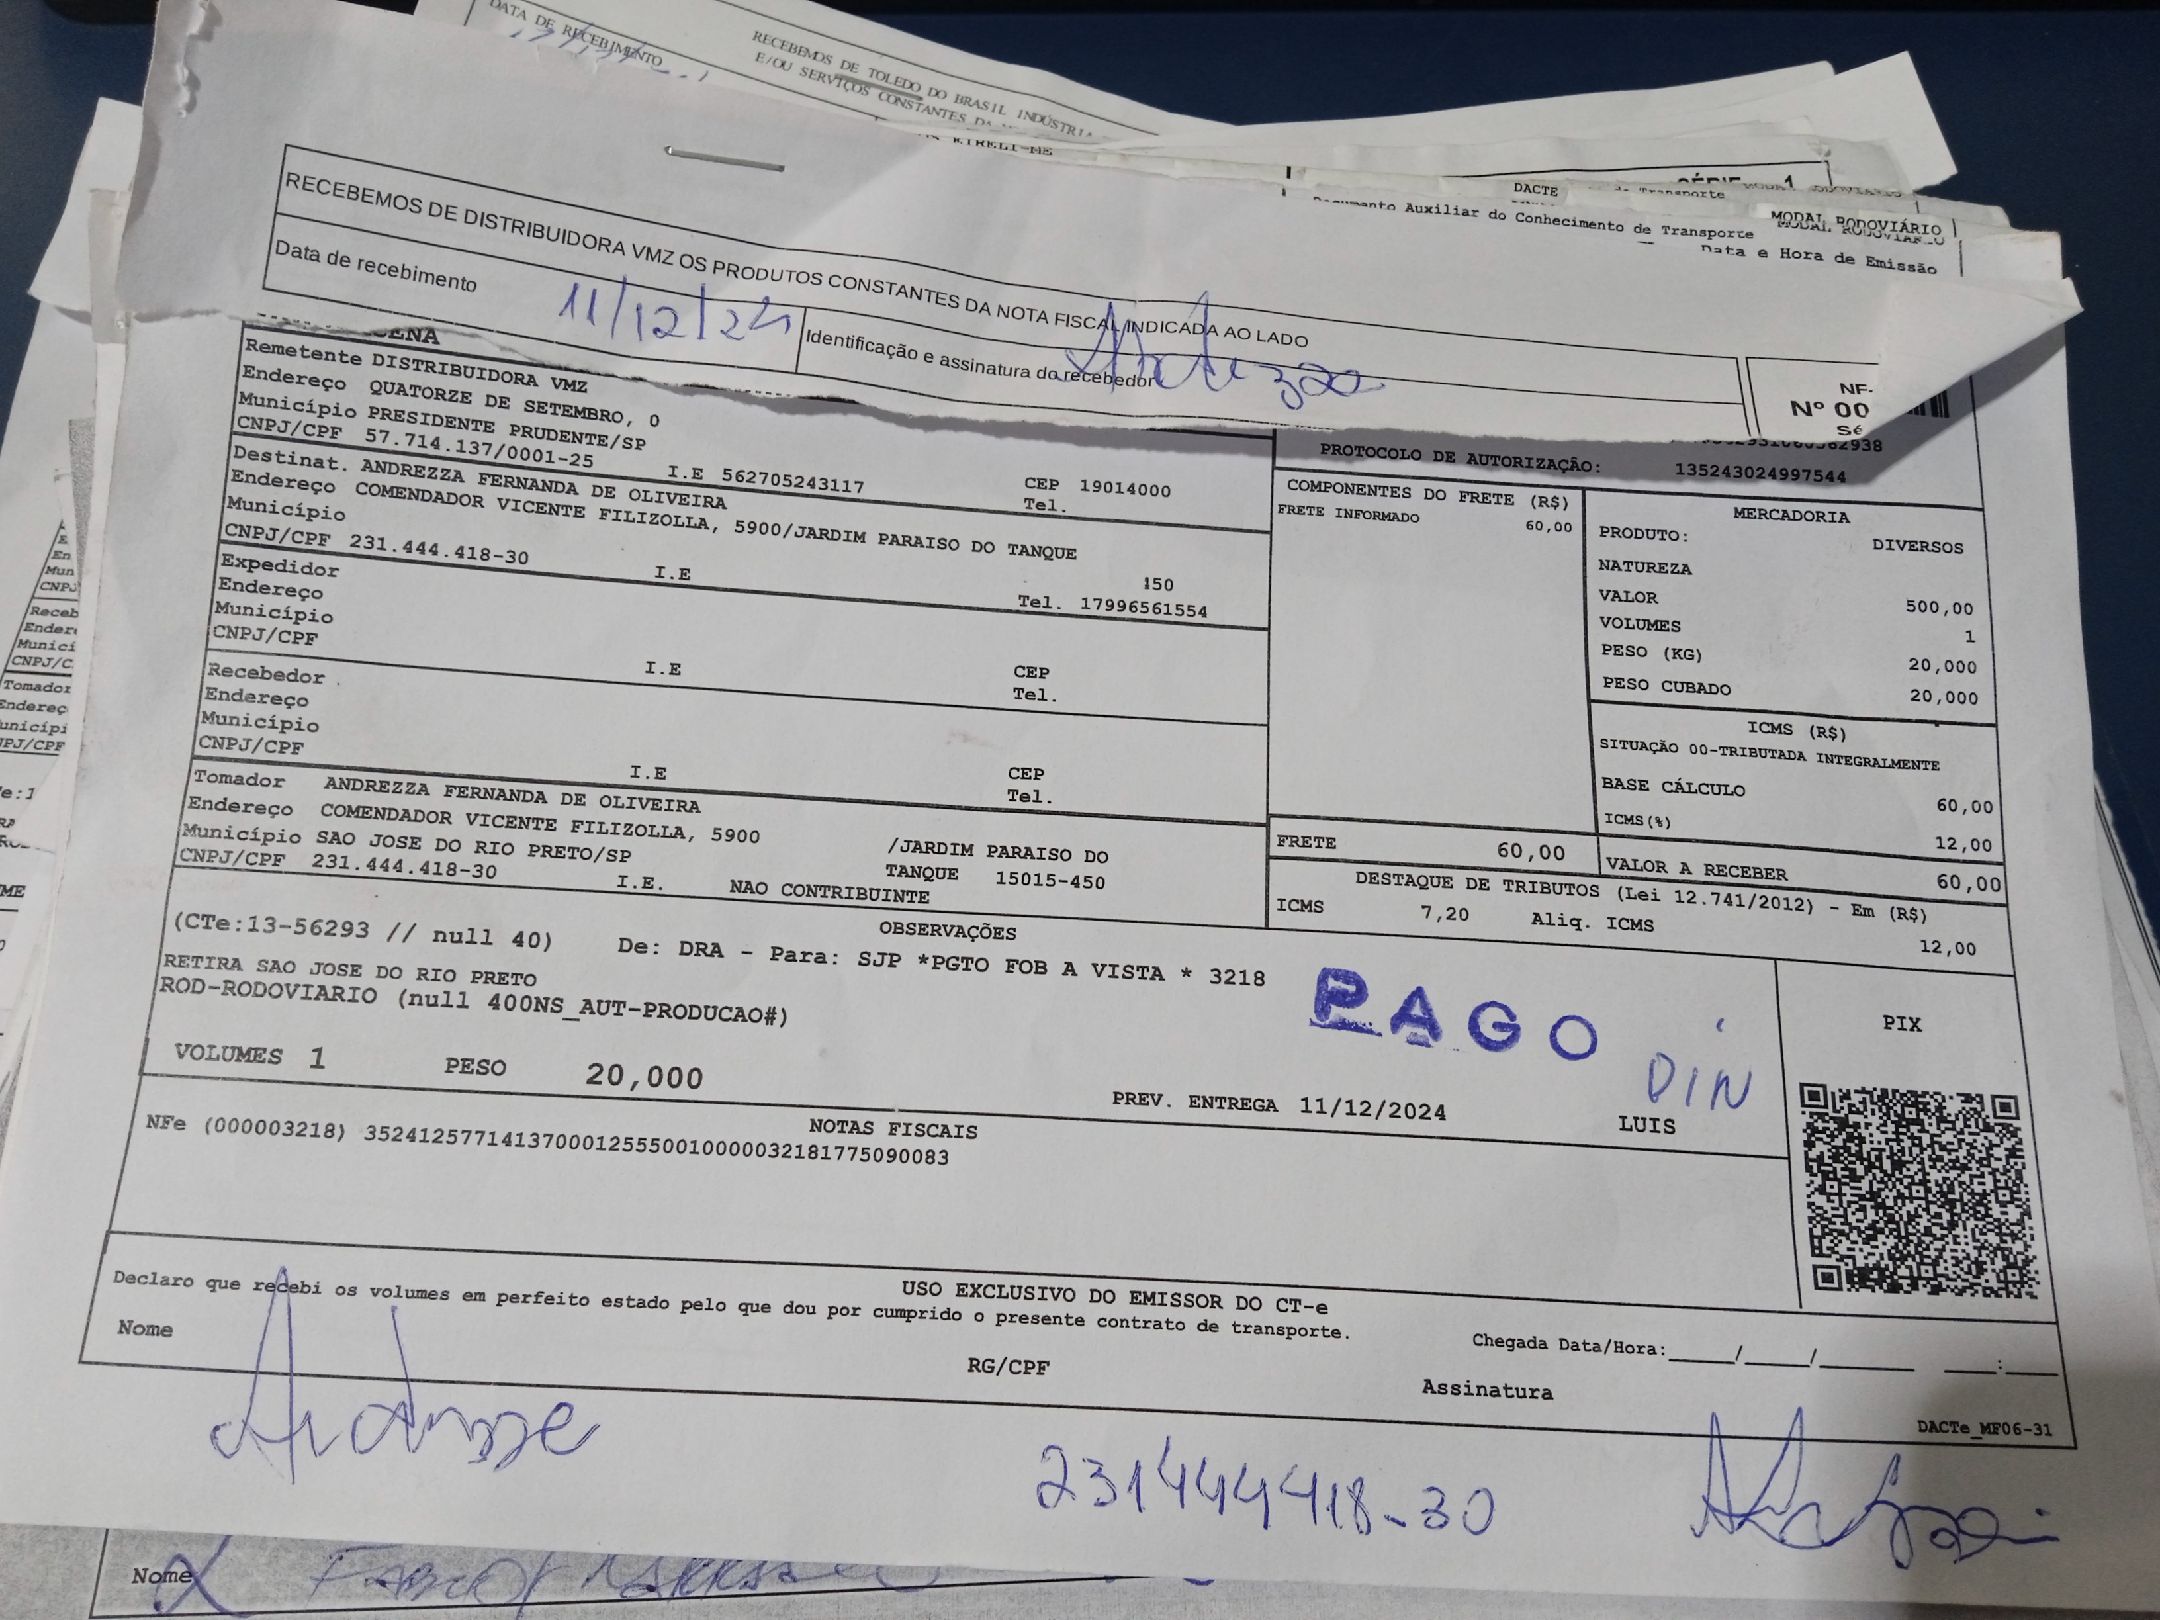 DATA DE RECEBIMENTO
RECEBEMOS DE TOLEDO DO BRASIL INDÚSTRIA
E/OU SERVIÇOS CONSTANTES DA
EIRELI-ME
SÉRIE 1
DACTE
MODAL RODOVIÁRIO
Documento Auxiliar do Conhecimento de Transporte
Data e Hora de Emissão
RECEBEMOS DE DISTRIBUIDORA VMZ OS PRODUTOS CONSTANTES DA NOTA FISCAL INDICADA AO LADO
Data de recebimento 11/12/24
Identificação e assinatura do recebedor
NF-
Nº 00
Sé
Remetente DISTRIBUIDORA VMZ
Endereço QUATORZE DE SETEMBRO, 0
Município PRESIDENTE PRUDENTE/SP
CNPJ/CPF 57.714.137/0001-25 I.E 562705243117 CEP 19014000
Tel.
Destinat. ANDREZZA FERNANDA DE OLIVEIRA
Endereço COMENDADOR VICENTE FILIZOLLA, 5900/JARDIM PARAISO DO TANQUE
Município 150
CNPJ/CPF 231.444.418-30 I.E Tel. 17996561554
Expedidor
Endereço
Município
CNPJ/CPF I.E CEP
Tel.
Recebedor
Endereço
Município
CNPJ/CPF I.E CEP
Tel.
Tomador ANDREZZA FERNANDA DE OLIVEIRA
Endereço COMENDADOR VICENTE FILIZOLLA, 5900 /JARDIM PARAISO DO
Município SAO JOSE DO RIO PRETO/SP TANQUE 15015-450
CNPJ/CPF 231.444.418-30 I.E. NAO CONTRIBUINTE
PROTOCOLO DE AUTORIZAÇÃO: 135243024997544
COMPONENTES DO FRETE (R$)
FRETE INFORMADO 60,00
MERCADORIA
PRODUTO: DIVERSOS
NATUREZA
VALOR 500,00
VOLUMES 1
PESO (KG) 20,000
PESO CUBADO 20,000
ICMS (R$)
SITUAÇÃO 00-TRIBUTADA INTEGRALMENTE
BASE CÁLCULO 60,00
ICMS(%) 12,00
FRETE 60,00
VALOR A RECEBER 60,00
DESTAQUE DE TRIBUTOS (Lei 12.741/2012) - Em (R$)
ICMS 7,20 Aliq. ICMS 12,00
OBSERVAÇÕES
(CTe:13-56293 // null 40) De: DRA - Para: SJP *PGTO FOB A VISTA * 3218
RETIRA SAO JOSE DO RIO PRETO
ROD-RODOVIARIO (null 400NS_AUT-PRODUCAO#)
PAGO
DIN
PIX
VOLUMES 1 PESO 20,000 PREV. ENTREGA 11/12/2024 LUIS
NOTAS FISCAIS
NFe (000003218) 35241257714137000125550010000032181775090083
USO EXCLUSIVO DO EMISSOR DO CT-e
Declaro que recebi os volumes em perfeito estado pelo que dou por cumprido o presente contrato de transporte.
Chegada Data/Hora:_____/_____/_______ ____:____
Nome RG/CPF Assinatura
DACTe_MF06-31
231444418-30
Nome